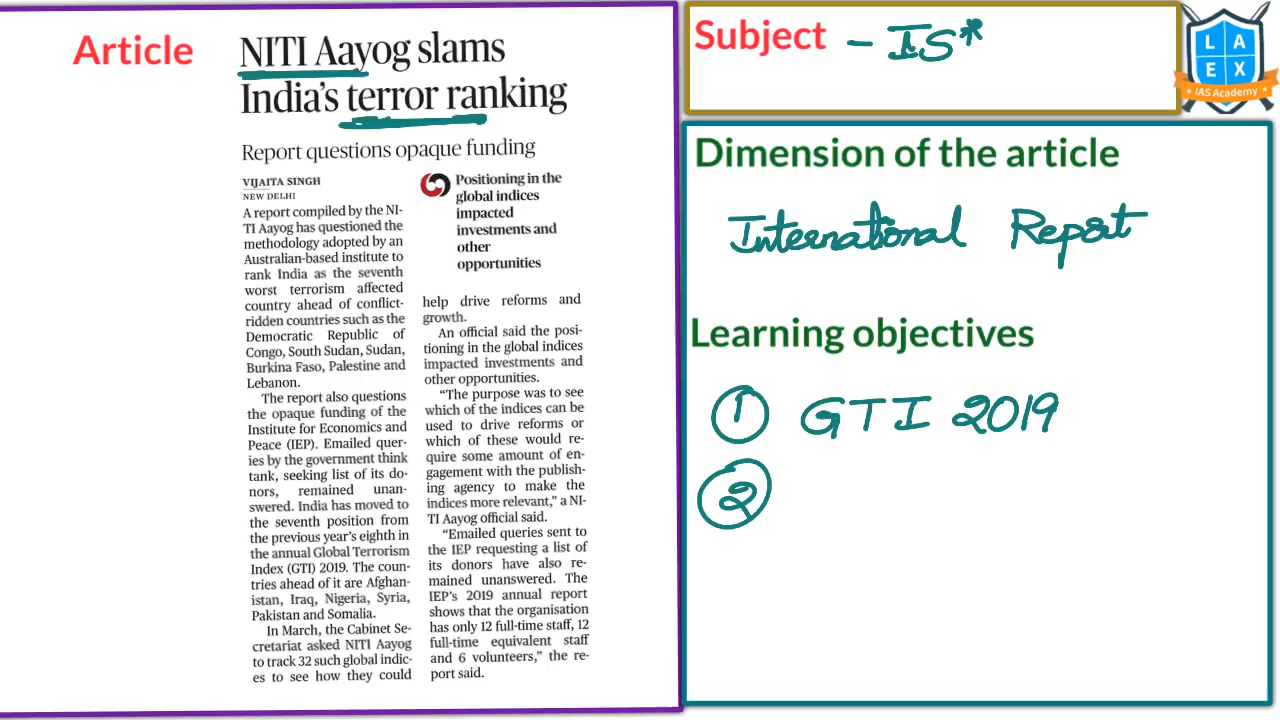 Article
NITI Aayog slams
India's terror ranking
Report questions opaque funding
VIJAITA SINGH
NEW DELHI
A report compiled by the NI-
TI Aayog has questioned the
methodology adopted by an
Australian-based institute to
rank India as the seventh
worst terrorism affected
country ahead of conflict-
ridden countries such as the
Democratic Republic of
Congo, South Sudan, Sudan,
Burkina Faso, Palestine and
Lebanon.
The report also questions
the opaque funding of the
Institute for Economics and
Peace (IEP). Emailed quer-
ies by the government think
tank, seeking list of its do-
nors, remained unan-
swered. India has moved to
the seventh position from
the previous year's eighth in
the annual Global Terrorism
Index (GTI) 2019. The coun-
tries ahead of it are Afghan-
istan, Iraq, Nigeria, Syria,
Pakistan and Somalia.
In March, the Cabinet Se-
cretariat asked NITI Aayog
to track 32 such global indic-
es to see how they could
Positioning in the
global indices
impacted
investments and
other
opportunities
help drive reforms and
growth.
An official said the posi-
tioning in the global indices
impacted investments and
other opportunities.
"The purpose was to see
which of the indices can be
used to drive reforms or
which of these would re-
quire some amount of en-
gagement with the publish-
ing agency to make the
indices more relevant," a NI-
TI Aayog official said.
"Emailed queries sent to
the IEP requesting a list of
its donors have also re-
mained unanswered. The
IEP's 2019 annual report
shows that the organisation
has only 12 full-time staff, 12
full-time equivalent staff
and 6 volunteers," the re-
port said.
Subject - IS*
L A
E X
IAS Academy
Dimension of the article
International Report
Learning objectives
1 GTI 2019
2